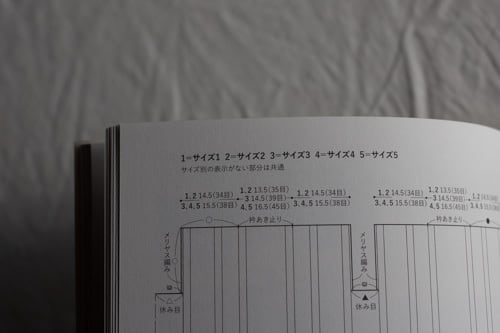 1=サイズ1 2=サイズ2 3=サイズ3 4=サイズ4 5=サイズ5
サイズ別の表示がない部分は共通
1、2 14.5(34目)
3、4、5 15.5(38目)
1、2 13.5(35目)
3 14.5(39目)
4、5 16.5(45目)
1、2 14.5(34目)
3、4、5 15.5(38目)
1、2 14.5(34目)
3、4、5 15.5(38目)
1、2 13.5(35目)
3 14.5(39目)
4、5 16.5(45目)
衿あき止り
衿あき止り
メリヤス編み
休み目
メリヤス編み
休み目